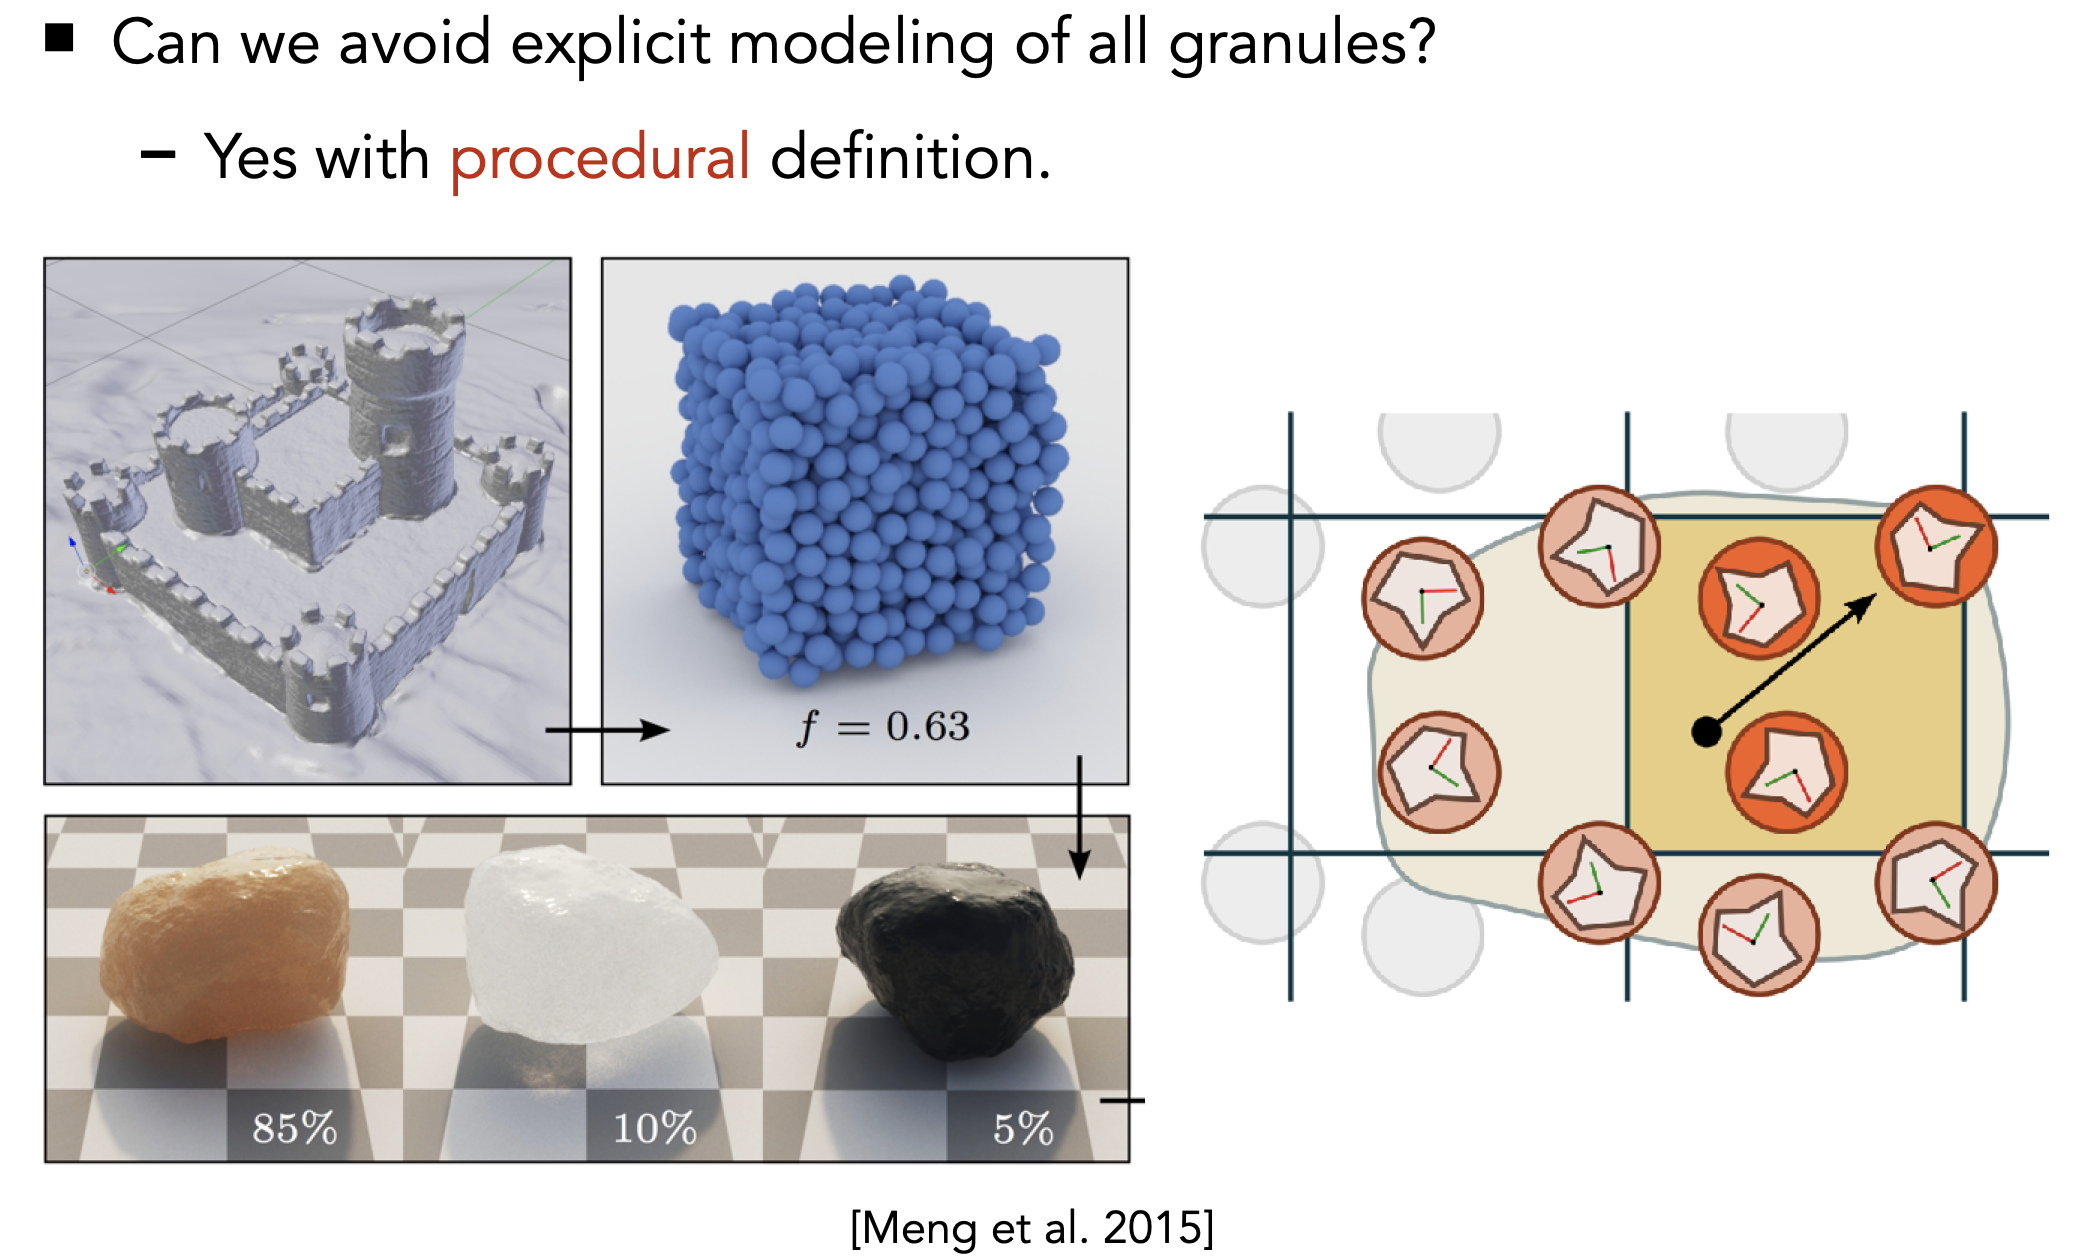 Can we avoid explicit modeling of all granules?
– Yes with procedural definition.
f = 0.63
85%
10%
5%
[Meng et al. 2015]